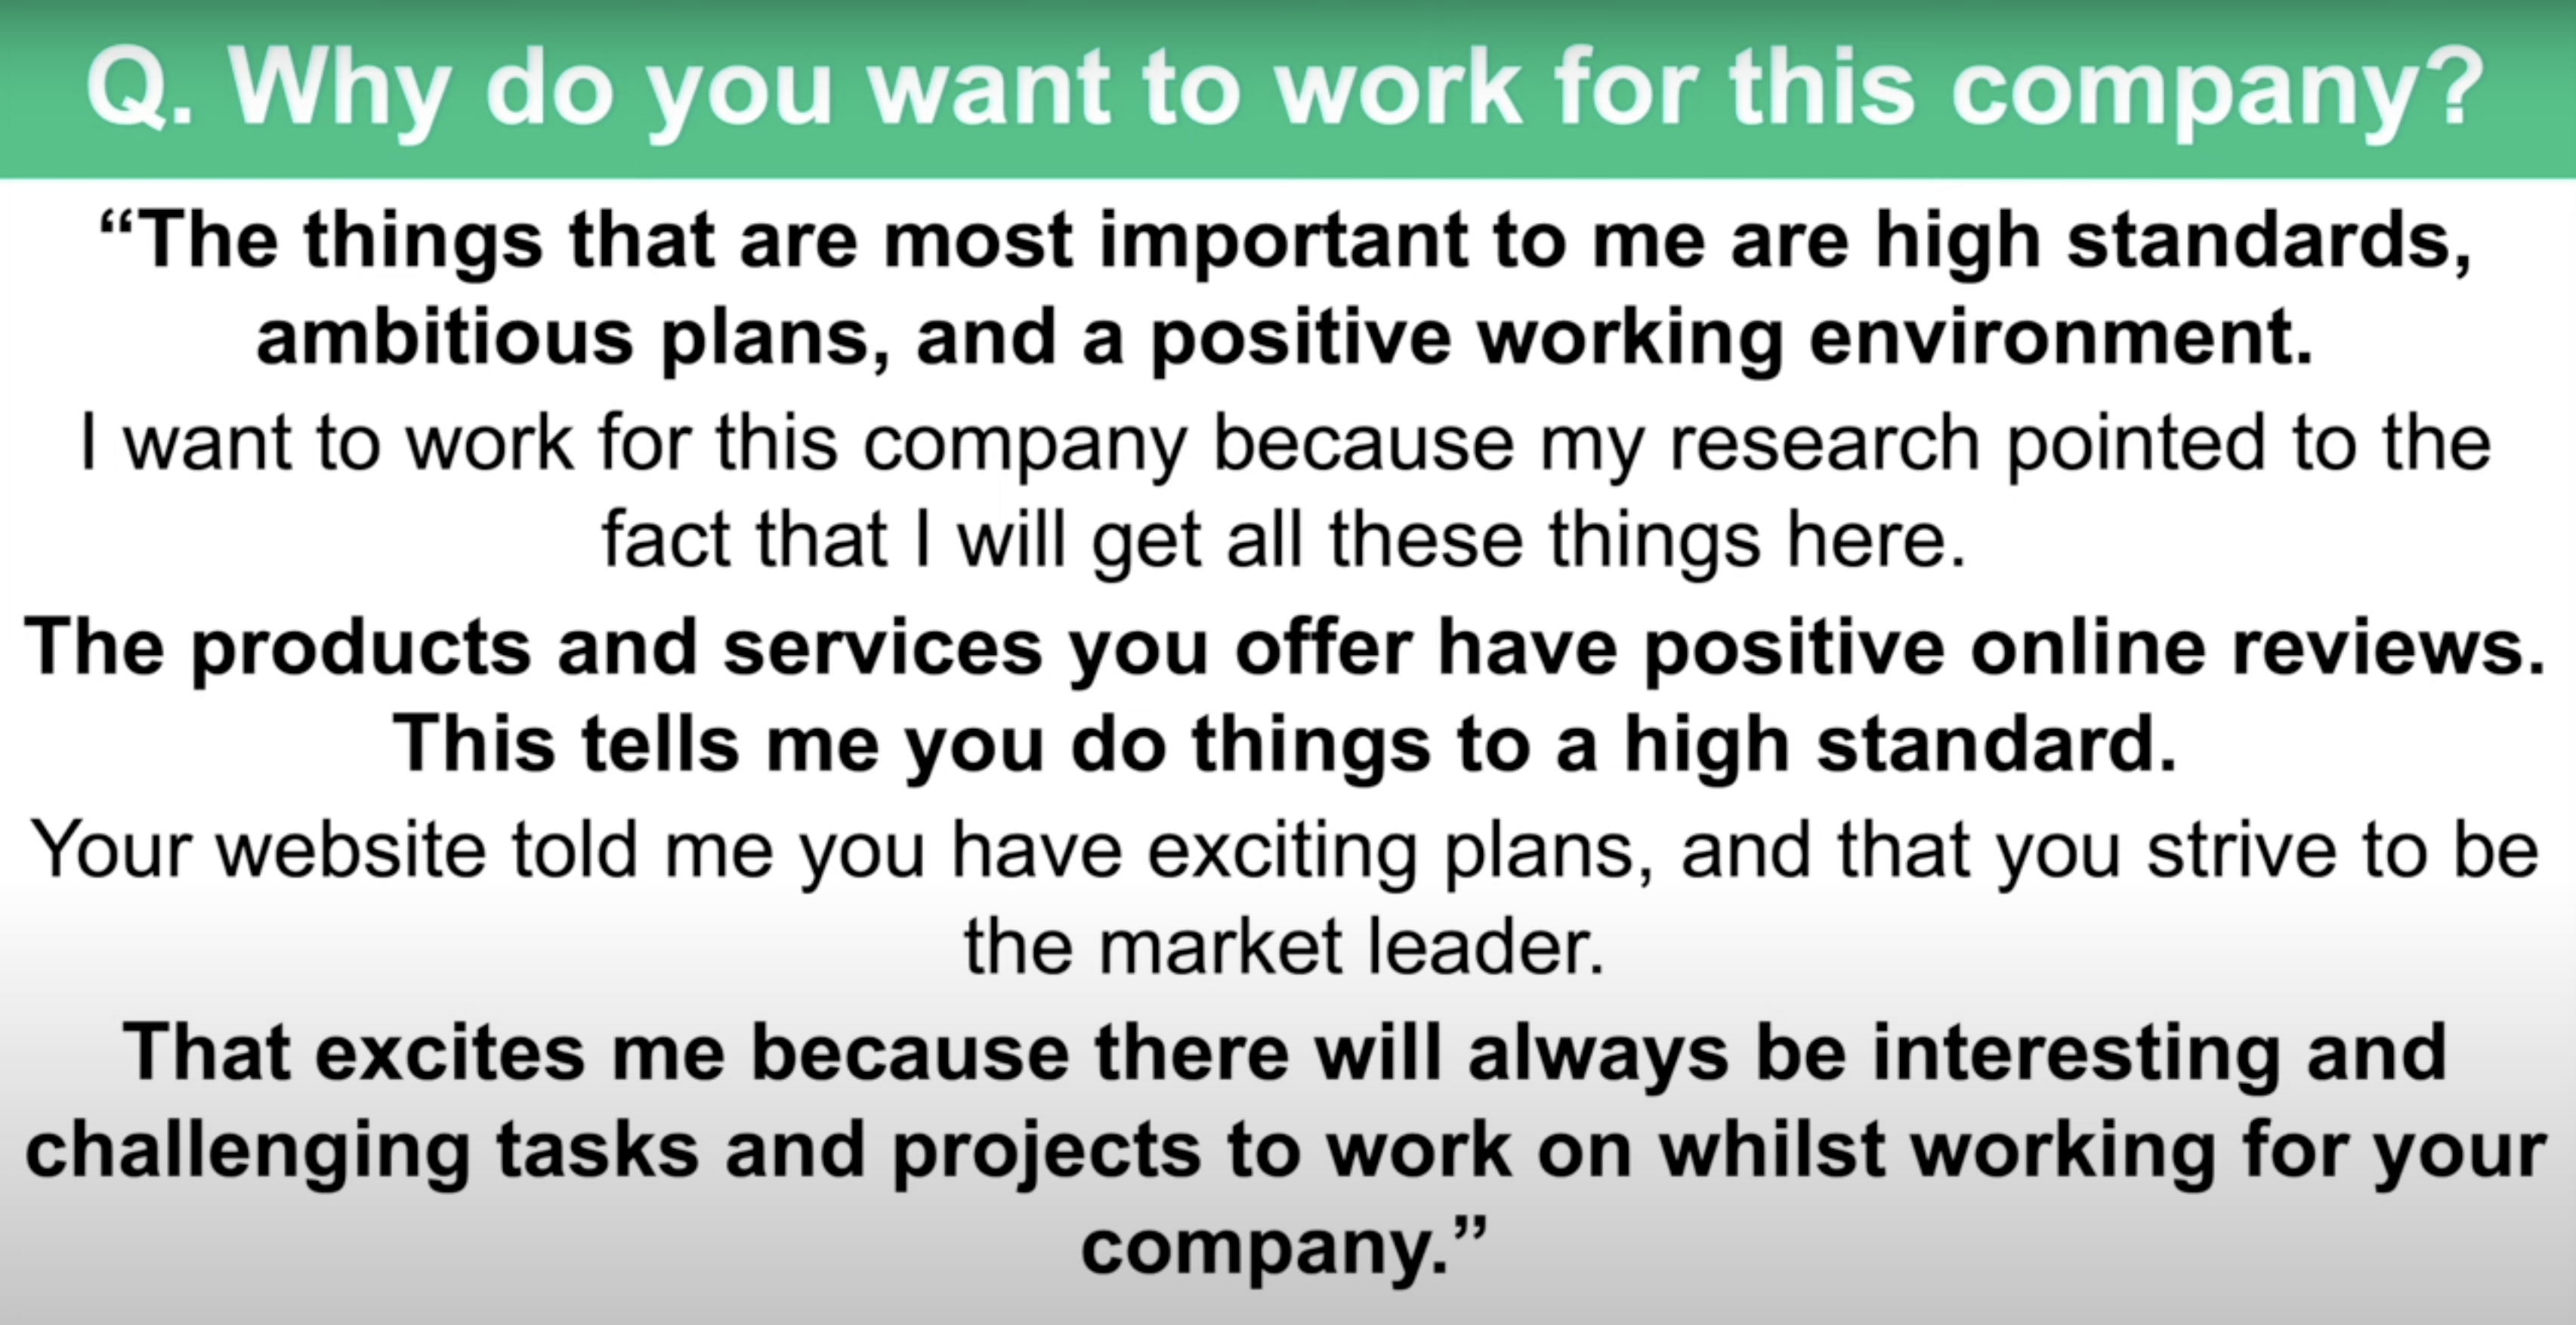 Q. Why do you want to work for this company?
“The things that are most important to me are high standards,
ambitious plans, and a positive working environment.
I want to work for this company because my research pointed to the
fact that I will get all these things here.
The products and services you offer have positive online reviews.
This tells me you do things to a high standard.
Your website told me you have exciting plans, and that you strive to be
the market leader.
That excites me because there will always be interesting and
challenging tasks and projects to work on whilst working for your
company.”